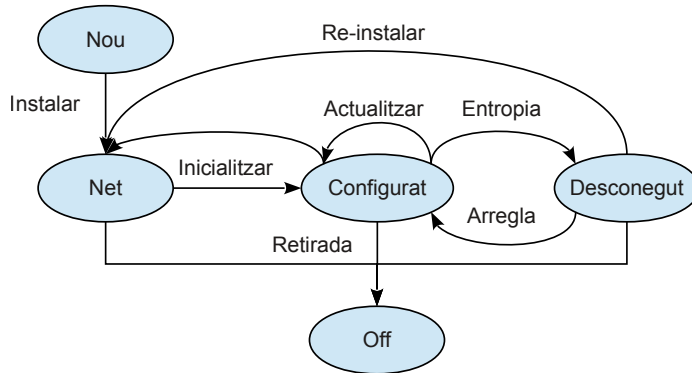 Nou
Re-instalar
Instalar
Actualitzar
Entropia
Inicialitzar
Net
Configurat
Desconegut
Arregla
Retirada
Off